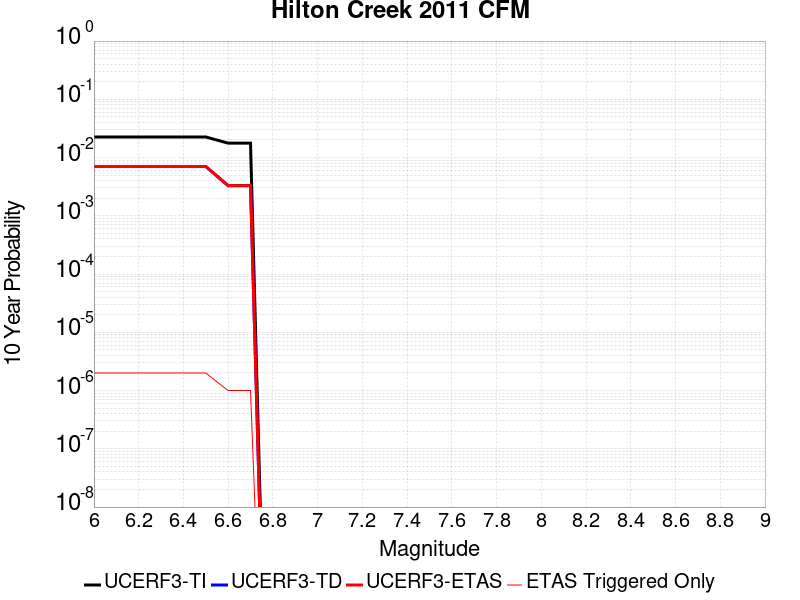 Hilton Creek 2011 CFM
10 0
10 -1
10 -2
10 -3
10 -4
10 -5
10 -6
10 -7
10 -8
10 Year Probability
6 6.2 6.4 6.6 6.8 7 7.2 7.4 7.6 7.8 8 8.2 8.4 8.6 8.8 9
Magnitude
UCERF3-TI UCERF3-TD UCERF3-ETAS ETAS Triggered Only